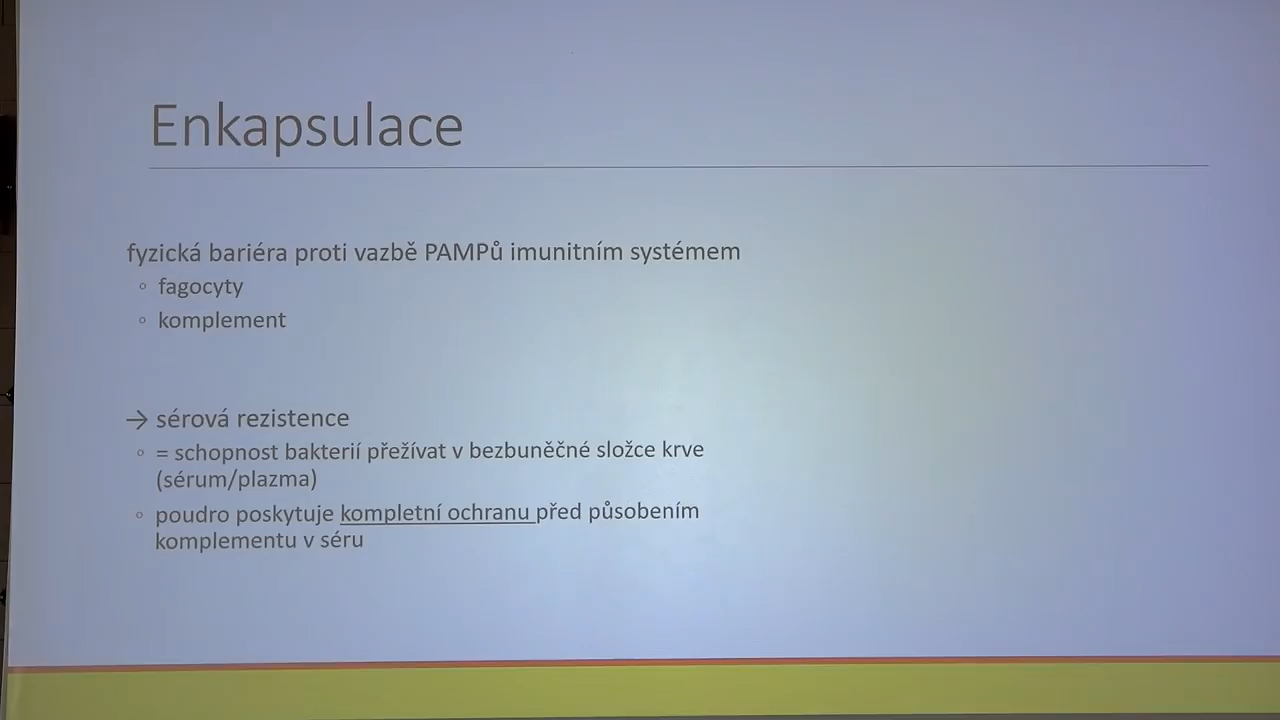 Enkapsulace
fyzická bariéra proti vazbě PAMPů imunitním systémem
◦ fagocyty
◦ komplement
→ sérová rezistence
◦ = schopnost bakterií přežívat v bezbuněčné složce krve
(sérum/plazma)
◦ poudro poskytuje kompletní ochranu před působením
komplementu v séru